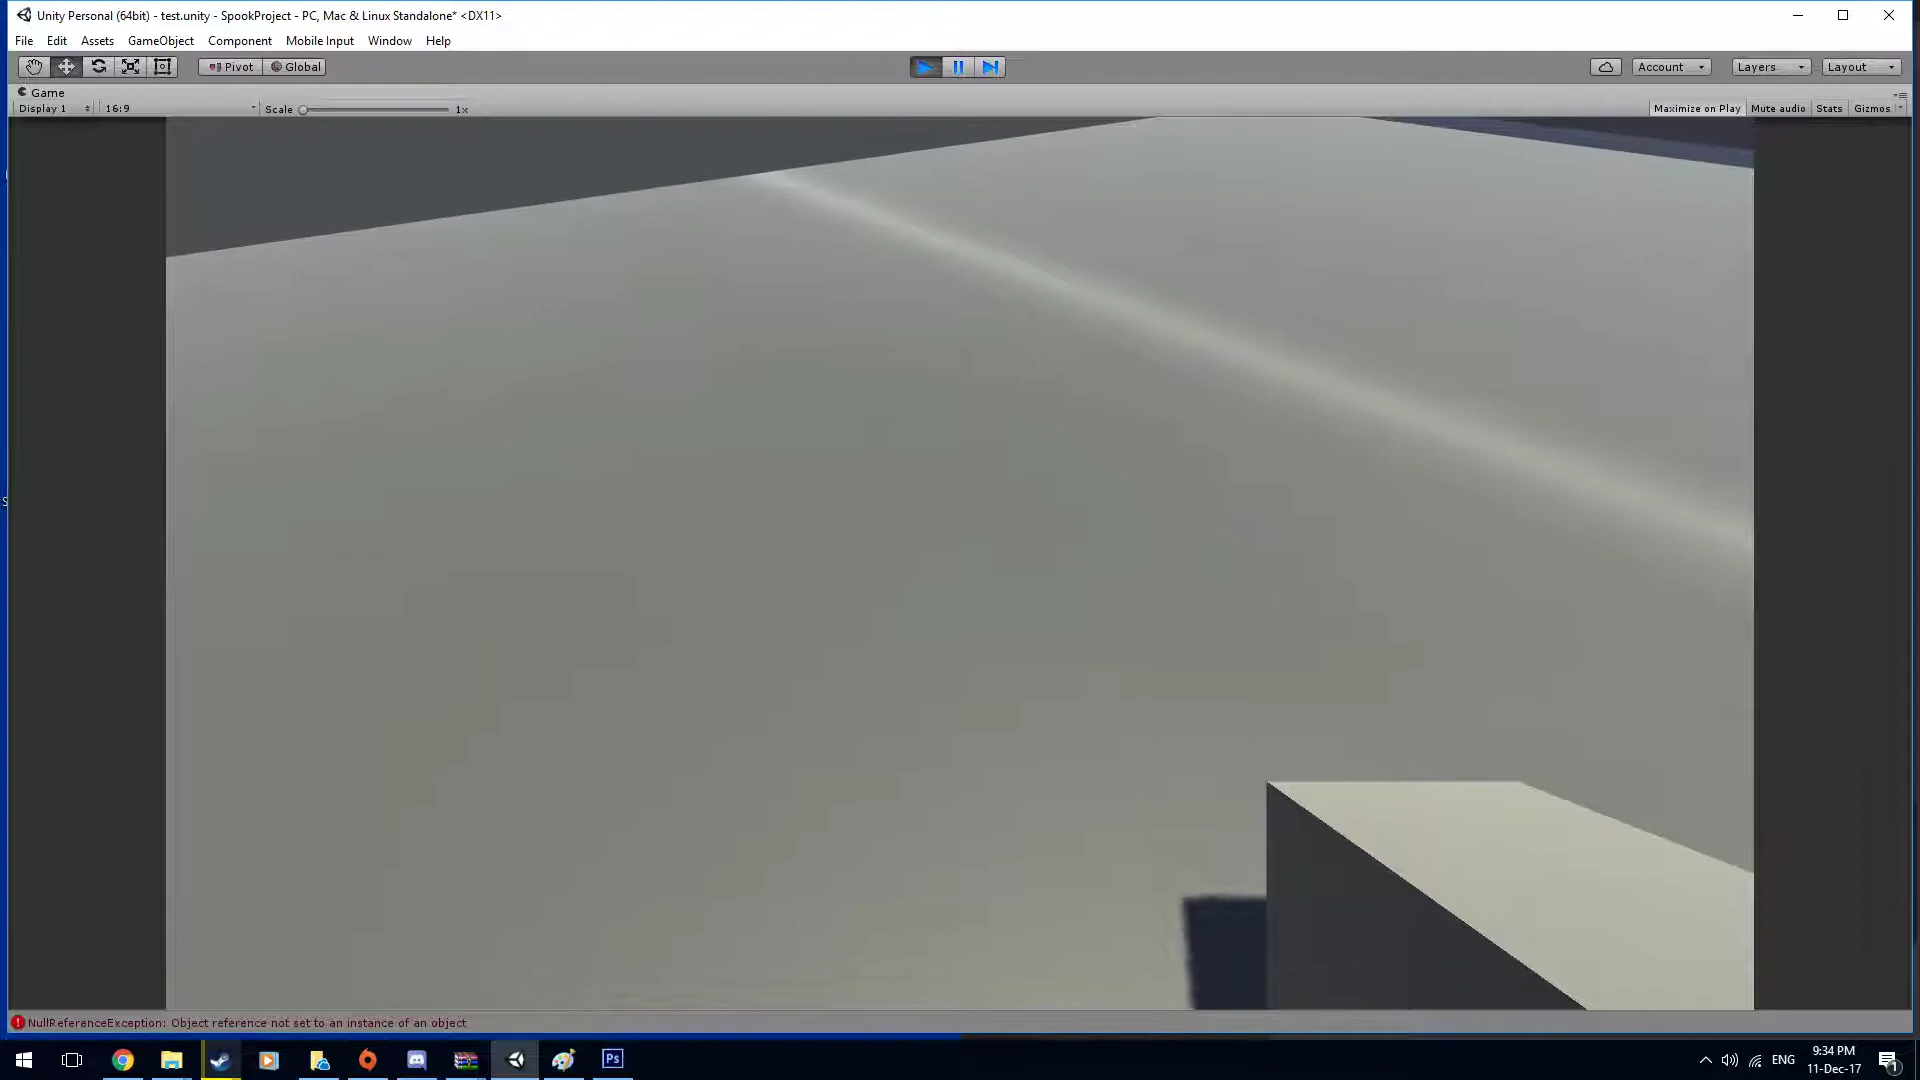 Unity Personal (64bit) - test.unity - SpookProject - PC, Mac & Linux Standalone* <DX11>
File Edit Assets GameObject Component Mobile Input Window Help
Pivot Global Account Layers Layout
Game
Display 1 16:9 Scale 1x Maximize on Play Mute audio Stats Gizmos
NullReferenceException: Object reference not set to an instance of an object
Ps ENG 9:34 PM
11-Dec-17 1